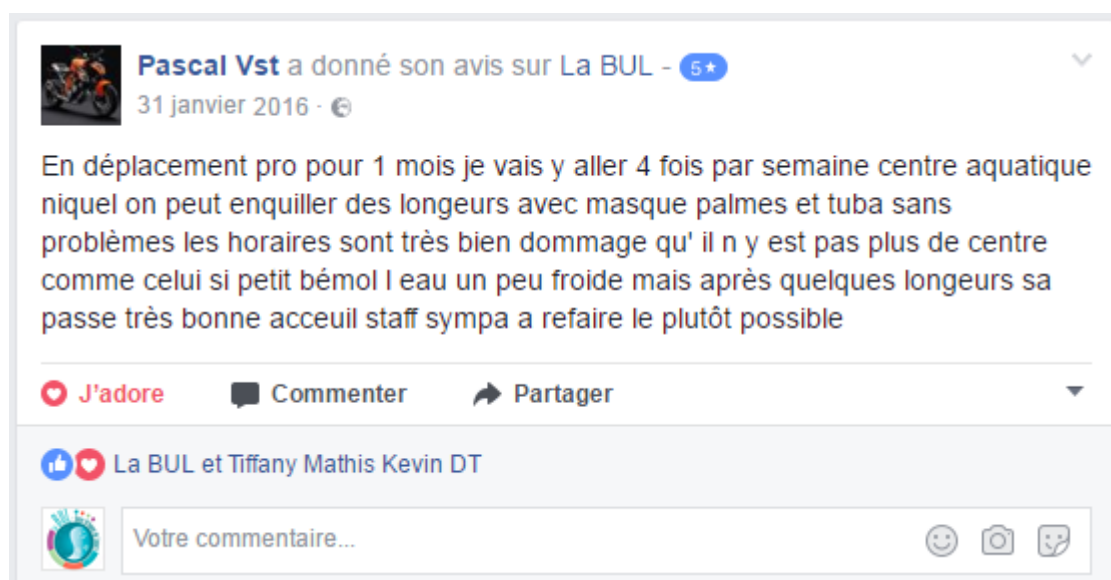 Pascal Vst a donné son avis sur La BUL - 5★
31 janvier 2016 ·
En déplacement pro pour 1 mois je vais y aller 4 fois par semaine centre aquatique
niquel on peut enquiller des longeurs avec masque palmes et tuba sans
problèmes les horaires sont très bien dommage qu' il n y est pas plus de centre
comme celui si petit bémol l eau un peu froide mais après quelques longeurs sa
passe très bonne acceuil staff sympa a refaire le plutôt possible
J'adore Commenter Partager
La BUL et Tiffany Mathis Kevin DT
Votre commentaire...